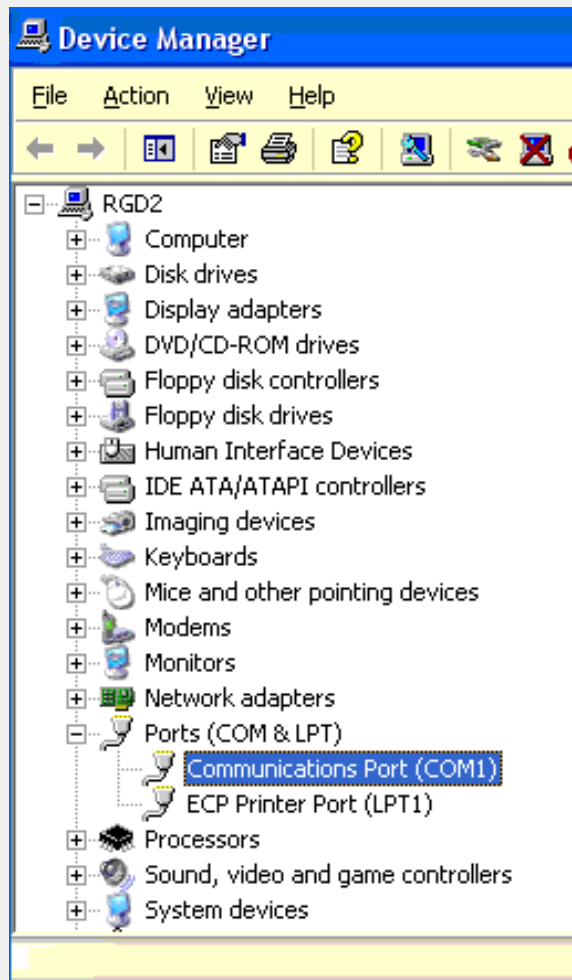 Device Manager
File Action View Help
RGD2
Computer
Disk drives
Display adapters
DVD/CD-ROM drives
Floppy disk controllers
Floppy disk drives
Human Interface Devices
IDE ATA/ATAPI controllers
Imaging devices
Keyboards
Mice and other pointing devices
Modems
Monitors
Network adapters
Ports (COM & LPT)
Communications Port (COM1)
ECP Printer Port (LPT1)
Processors
Sound, video and game controllers
System devices